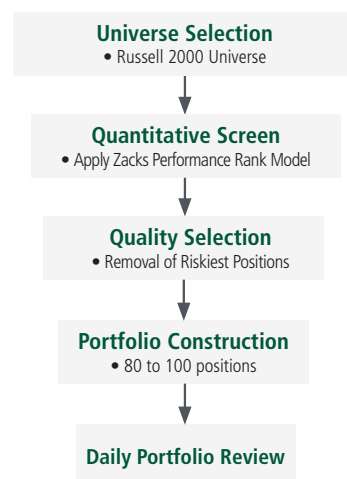 Universe Selection
• Russell 2000 Universe
Quantitative Screen
• Apply Zacks Performance Rank Model
Quality Selection
• Removal of Riskiest Positions
Portfolio Construction
• 80 to 100 positions
Daily Portfolio Review